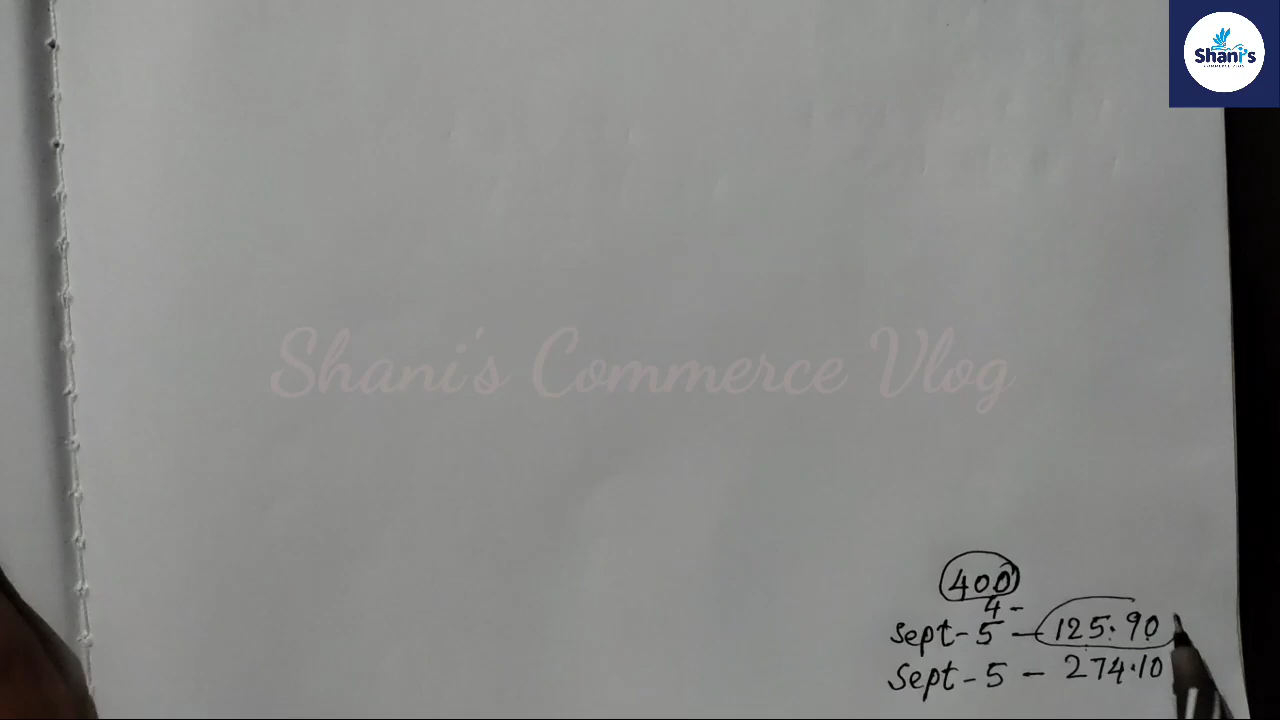 Shani's
Shani's Commerce Vlog
400
4 -
Sept - 5 - 125.90
Sept - 5 - 274.10